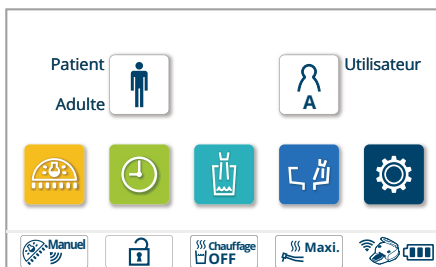 Patient
Utilisateur
Adulte
A
Manuel
Chauffage
OFF
Maxi.